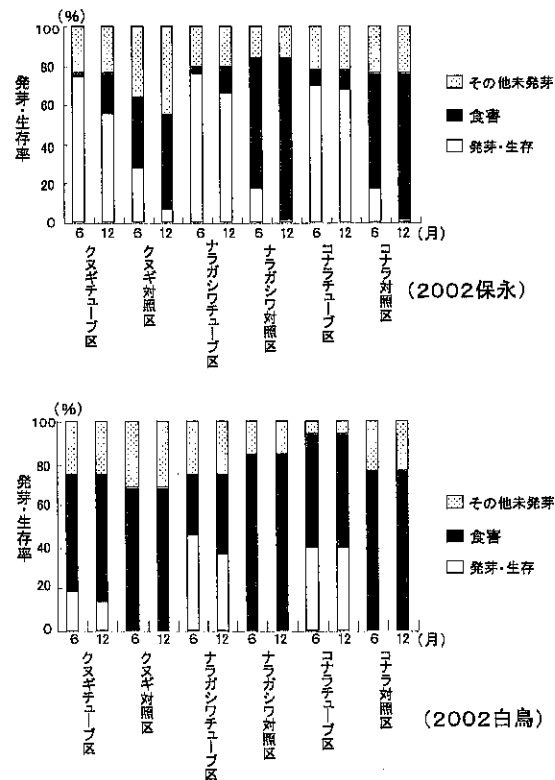 (%)
100
80
60
40
20
0
発芽・生存率
その他未発芽
食害
発芽・生存
6 12 6 12 6 12 6 12 6 12 6 12 (月)
クヌギチューブ区
クヌギ対照区
ナラガシワチューブ区
ナラガシワ対照区
コナラチューブ区
コナラ対照区
(2002保永)
(%)
100
80
60
40
20
0
発芽・生存率
その他未発芽
食害
発芽・生存
6 12 6 12 6 12 6 12 6 12 6 12 (月)
クヌギチューブ区
クヌギ対照区
ナラガシワチューブ区
ナラガシワ対照区
コナラチューブ区
コナラ対照区
(2002白鳥)